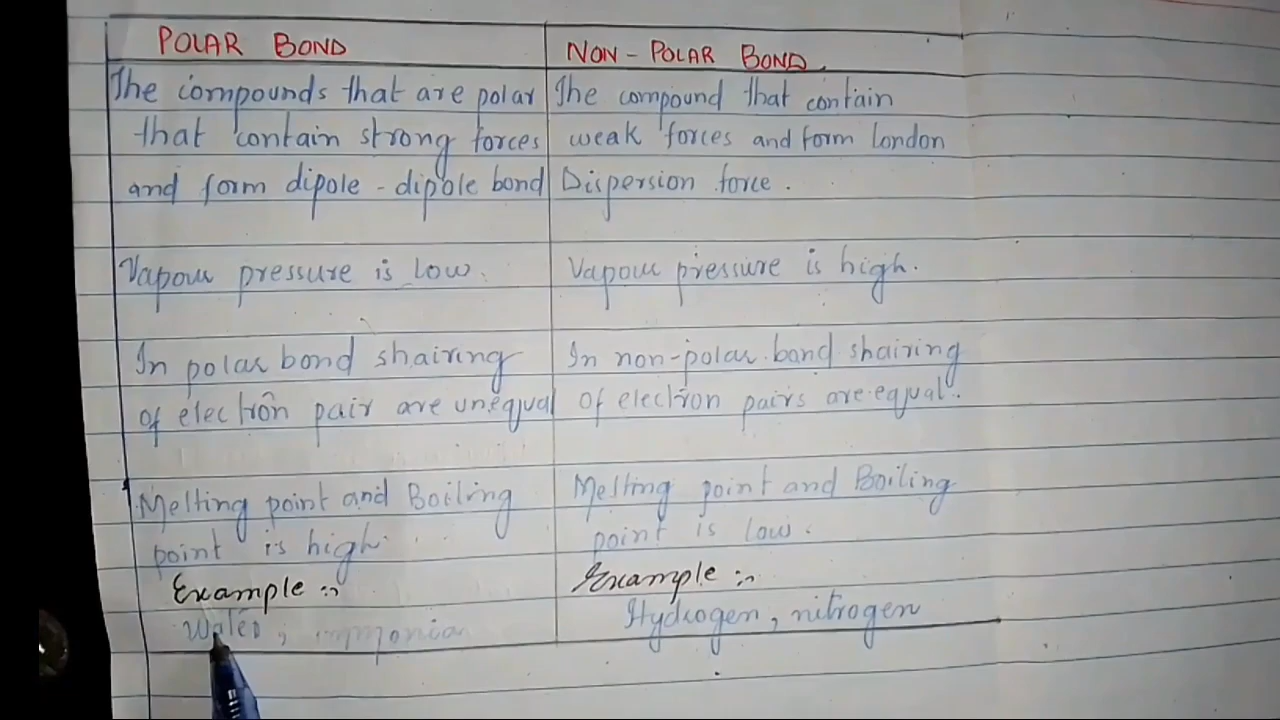 POLAR BOND
The compounds that are polar
that contain strong forces
and form dipole - dipole bond
Vapour pressure is low.
In polar bond shairing
of electron pair are unequal
Melting point and Boiling
point is high.
Example :-
Water, ammonia
NON - POLAR BOND.
The compound that contain
weak forces and form london
Dispersion force.
Vapour pressure is high.
In non-polar bond shairing
of electron pairs are equal.
Melting point and Boiling
point is low.
Example :-
Hydrogen, nitrogen